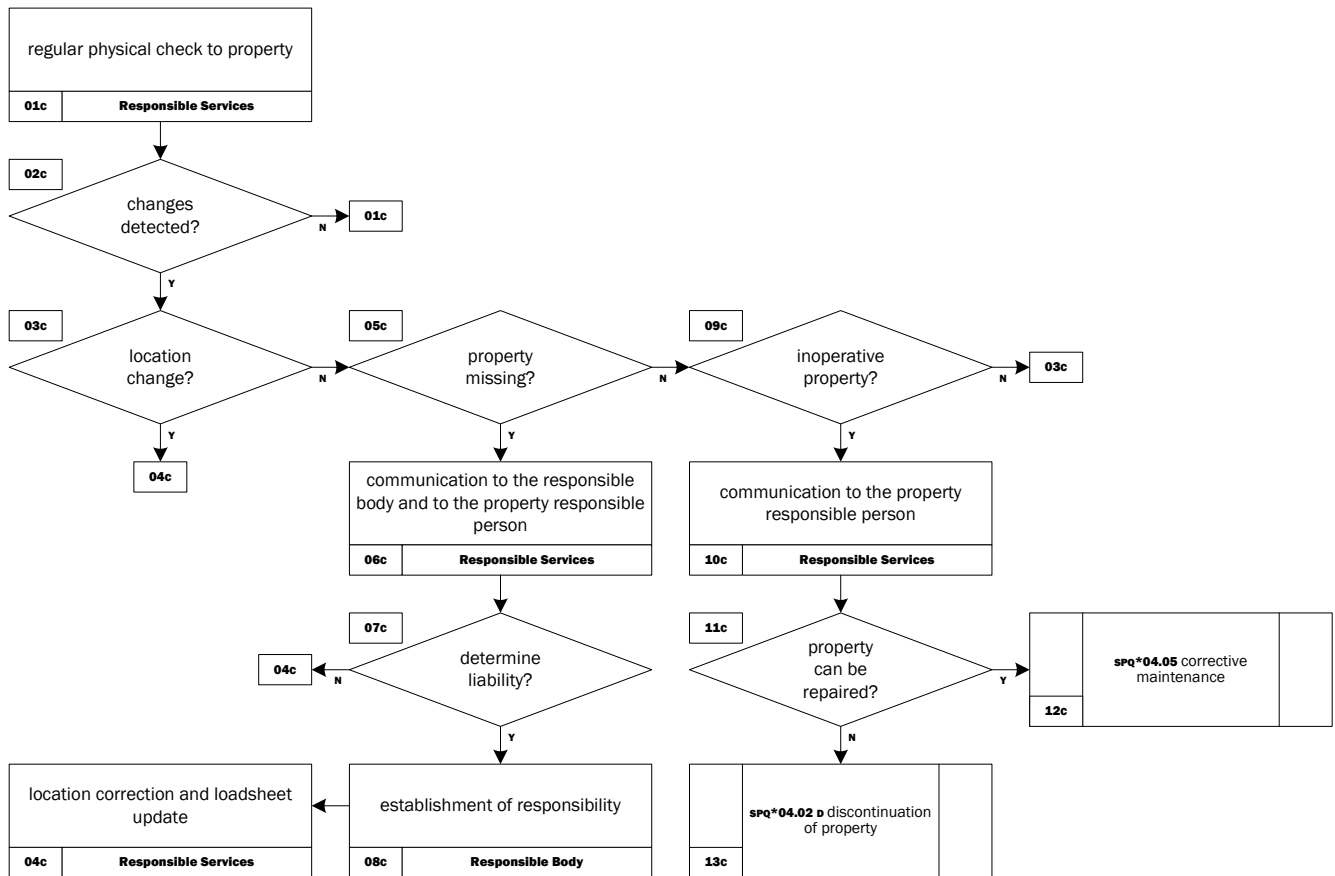 regular physical check to property
01c Responsible Services
02c
changes
detected?
N
01c
Y
03c
location
change?
N
Y
04c
05c
property
missing?
N
Y
09c
inoperative
property?
N
03c
Y
communication to the responsible
body and to the property responsible
person
06c Responsible Services
communication to the property
responsible person
10c Responsible Services
07c
determine
liability?
N
04c
Y
11c
property
can be
repaired?
Y
N
SPQ*04.05 corrective
maintenance
12c
location correction and loadsheet
update
04c Responsible Services
establishment of responsibility
08c Responsible Body
SPQ*04.02 D discontinuation
of property
13c